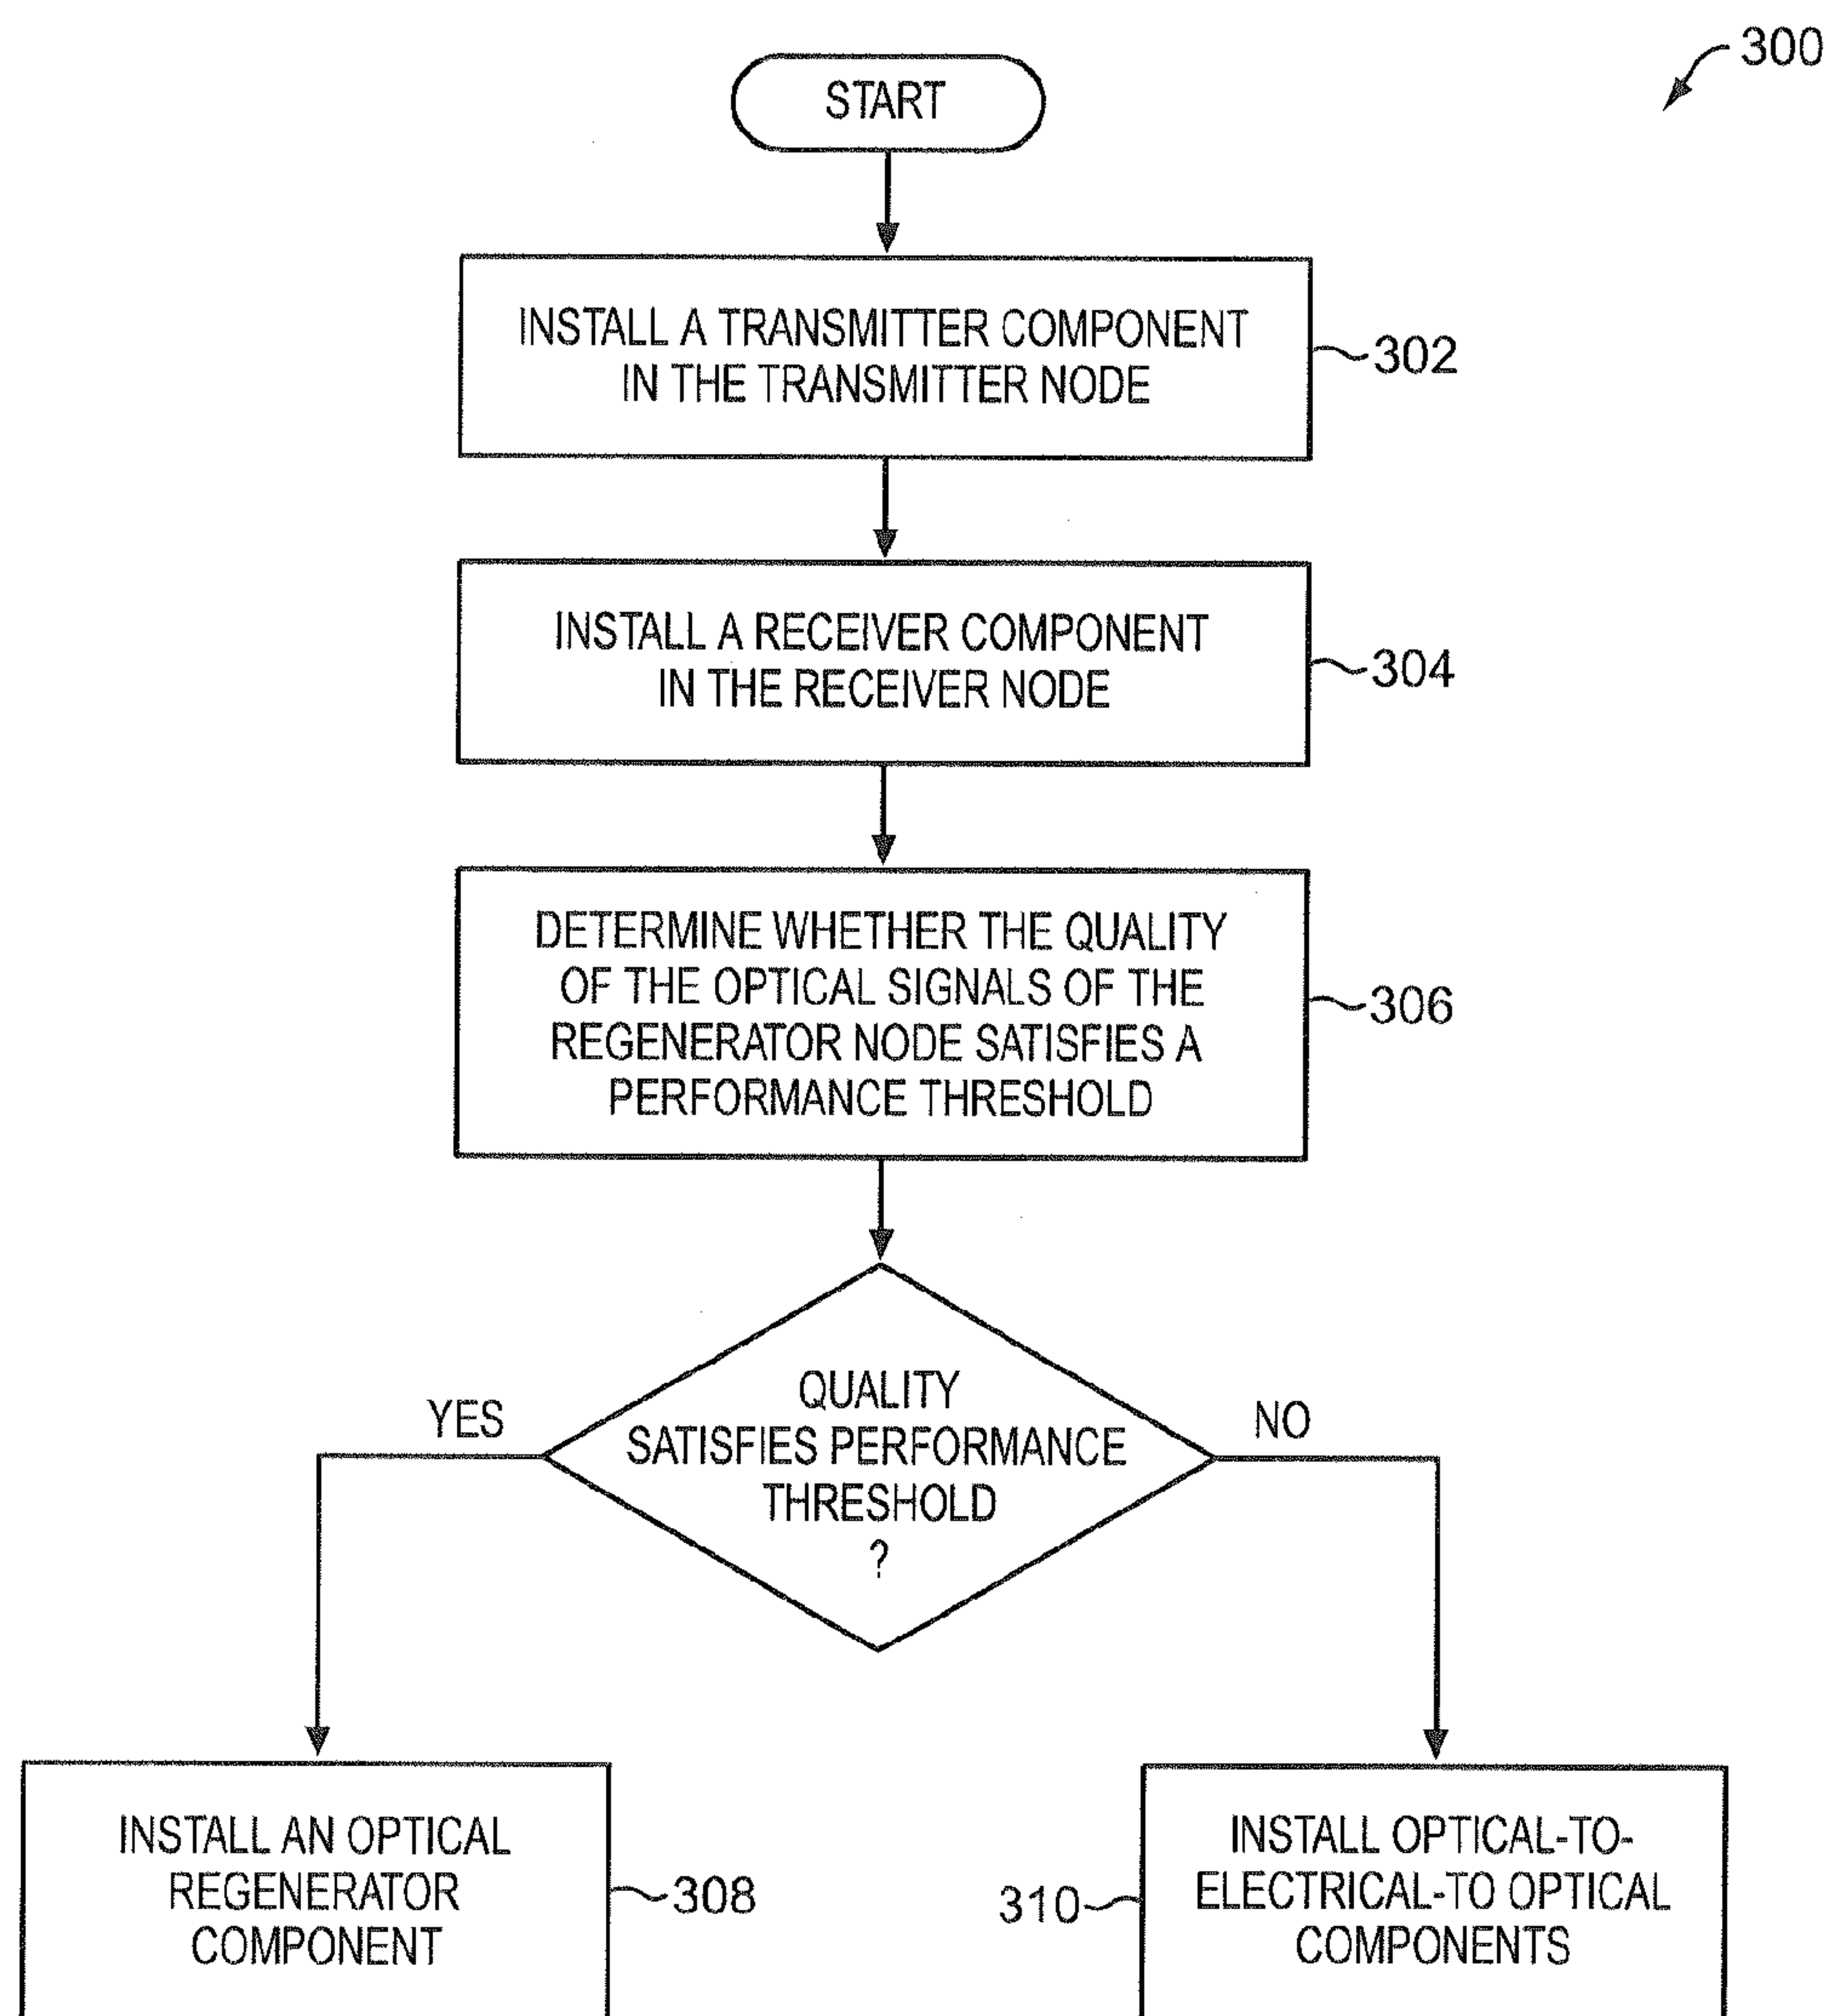 300
START
INSTALL A TRANSMITTER COMPONENT
IN THE TRANSMITTER NODE
302
INSTALL A RECEIVER COMPONENT
IN THE RECEIVER NODE
304
DETERMINE WHETHER THE QUALITY
OF THE OPTICAL SIGNALS OF THE
REGENERATOR NODE SATISFIES A
PERFORMANCE THRESHOLD
306
QUALITY
SATISFIES PERFORMANCE
THRESHOLD
?
YES
NO
INSTALL AN OPTICAL
REGENERATOR
COMPONENT
308
INSTALL OPTICAL-TO-
ELECTRICAL-TO OPTICAL
COMPONENTS
310